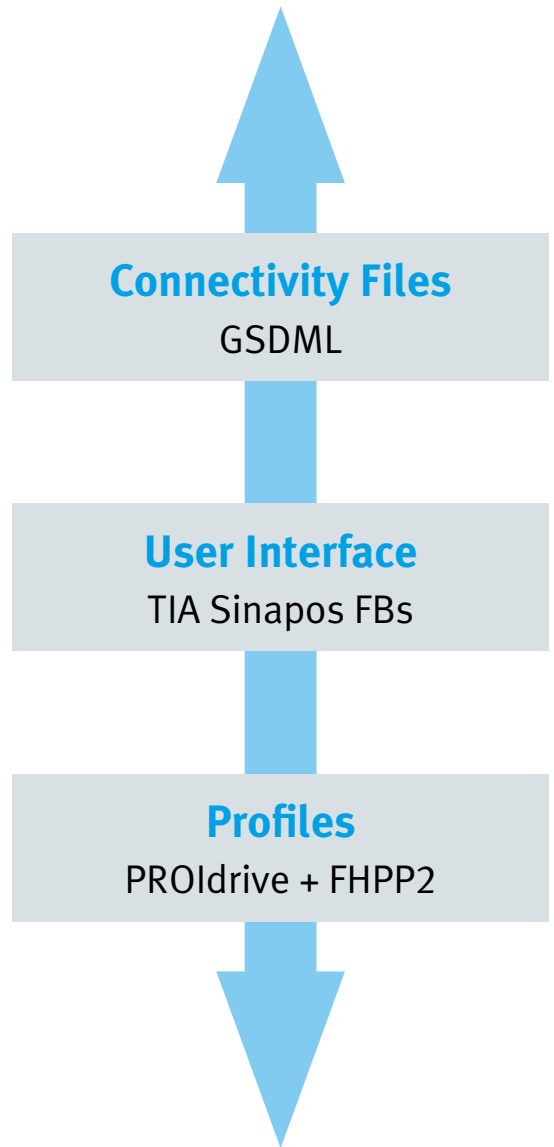 Connectivity Files
GSDML
User Interface
TIA Sinapos FBs
Profiles
PROIdrive + FHPP2